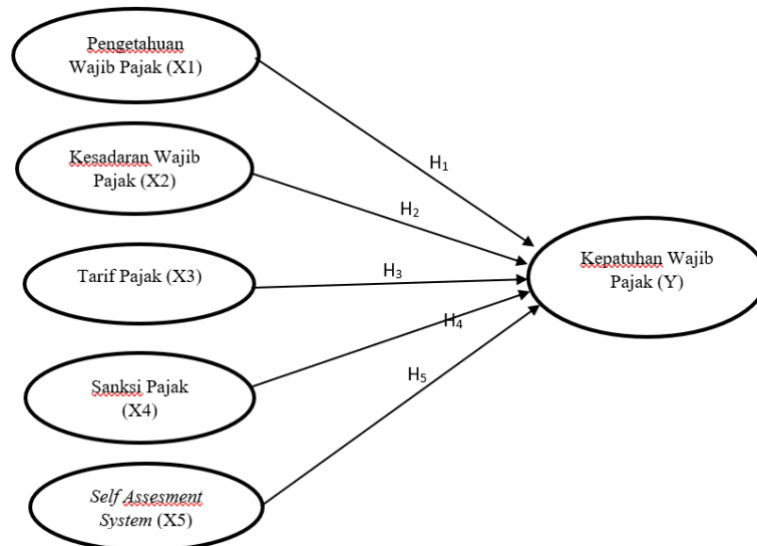 Pengetahuan
Wajib Pajak (X1)
Kesadaran Wajib
Pajak (X2)
Tarif Pajak (X3)
Sanksi Pajak
(X4)
Self Assesment
System (X5)
H₁
H₂
H₃
H₄
H₅
Kepatuhan Wajib
Pajak (Y)